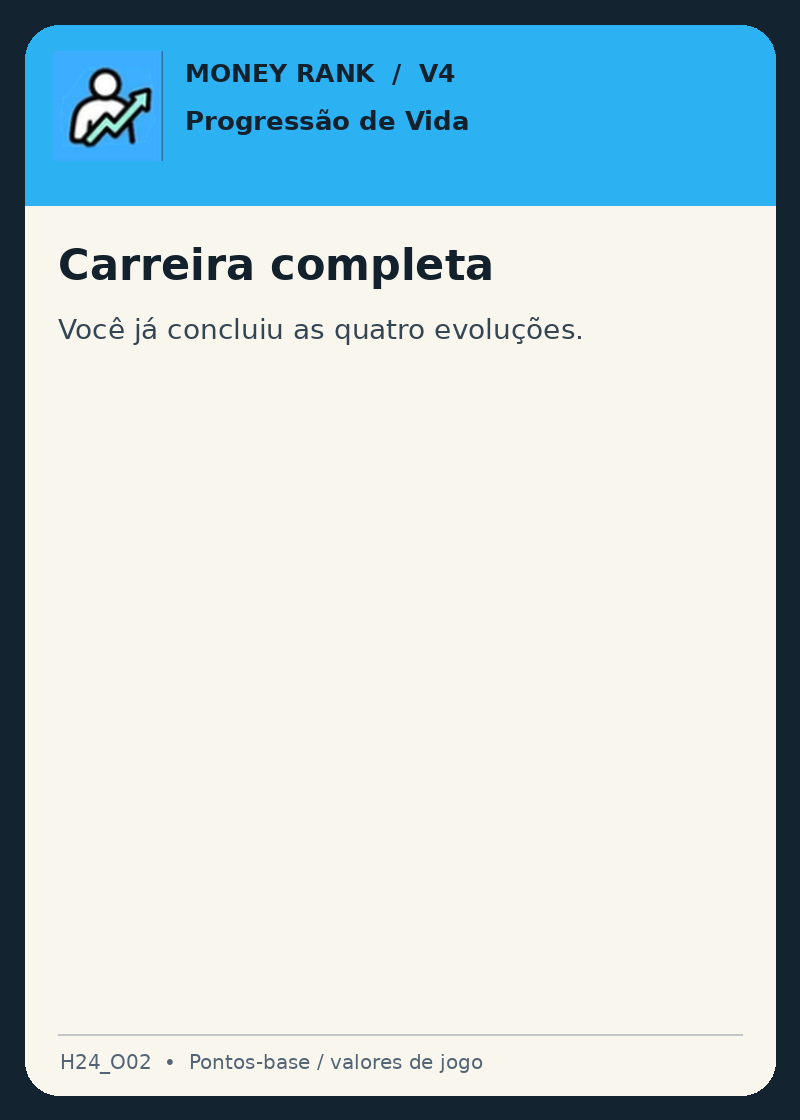 MONEY RANK / V4
Progressão de Vida
Carreira completa
Você já concluiu as quatro evoluções.
H24_O02 • Pontos-base / valores de jogo